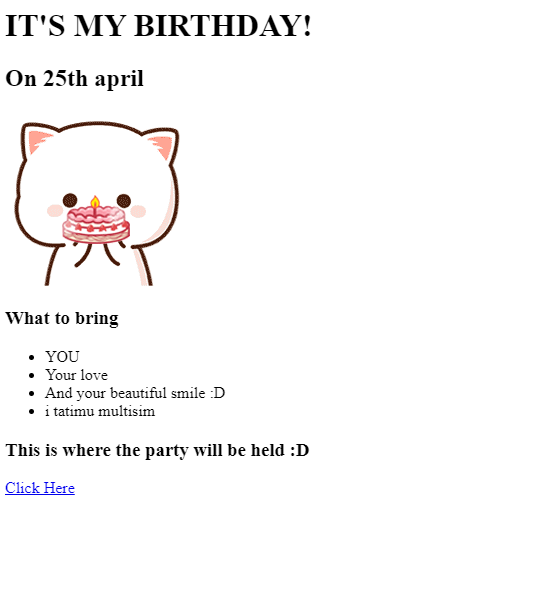 IT'S MY BIRTHDAY!
On 25th april
What to bring
YOU
Your love
And your beautiful smile :D
i tatimu multisim
This is where the party will be held :D
Click Here